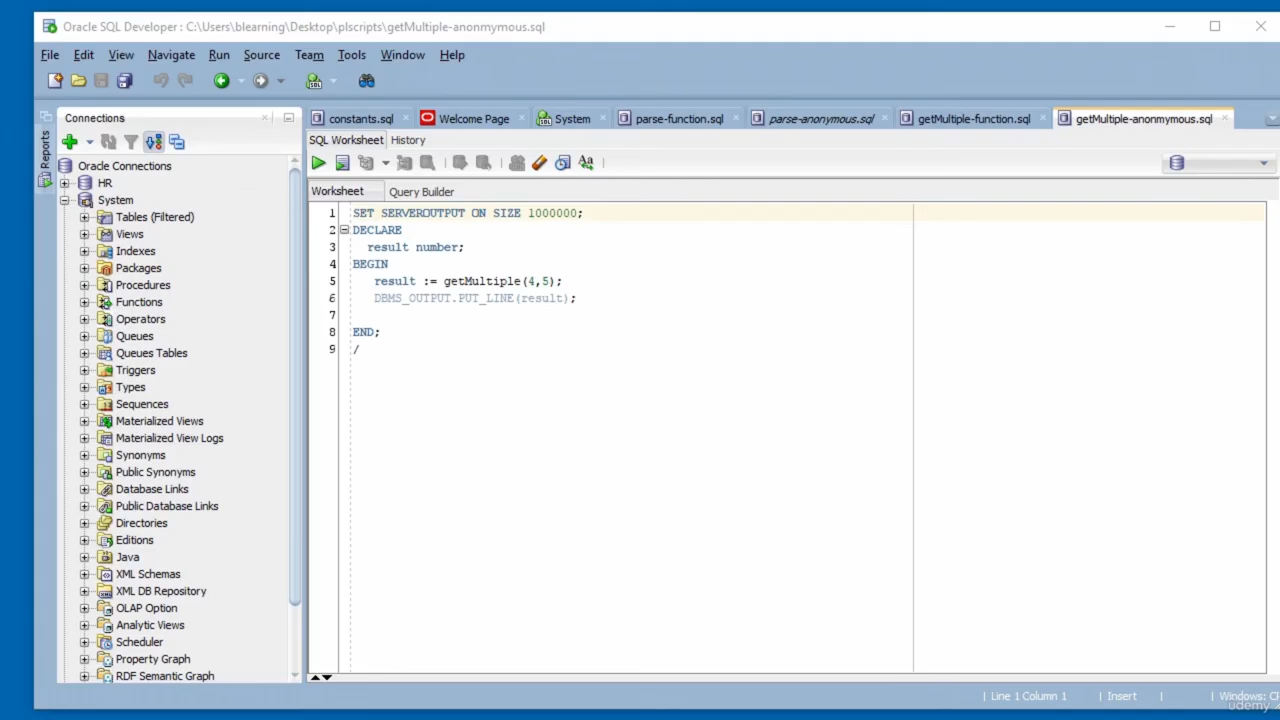 Oracle SQL Developer : C:\Users\blearning\Desktop\plscripts\getMultiple-anonmymous.sql
File Edit View Navigate Run Source Team Tools Window Help
Connections
constants.sql Welcome Page System parse-function.sql parse-anonymous.sql getMultiple-function.sql getMultiple-anonmymous.sql
SQL Worksheet History
Reports
Worksheet Query Builder
Oracle Connections
HR
System
Tables (Filtered)
Views
Indexes
Packages
Procedures
Functions
Operators
Queues
Queues Tables
Triggers
Types
Sequences
Materialized Views
Materialized View Logs
Synonyms
Public Synonyms
Database Links
Public Database Links
Directories
Editions
Java
XML Schemas
XML DB Repository
OLAP Option
Analytic Views
Scheduler
Property Graph
RDF Semantic Graph
1 SET SERVEROUTPUT ON SIZE 1000000;
2 DECLARE
3 result number;
4 BEGIN
5 result := getMultiple(4,5);
6 DBMS_OUTPUT.PUT_LINE(result);
7
8 END;
9 /
Line 1 Column 1 Insert Windows: CR
udemy